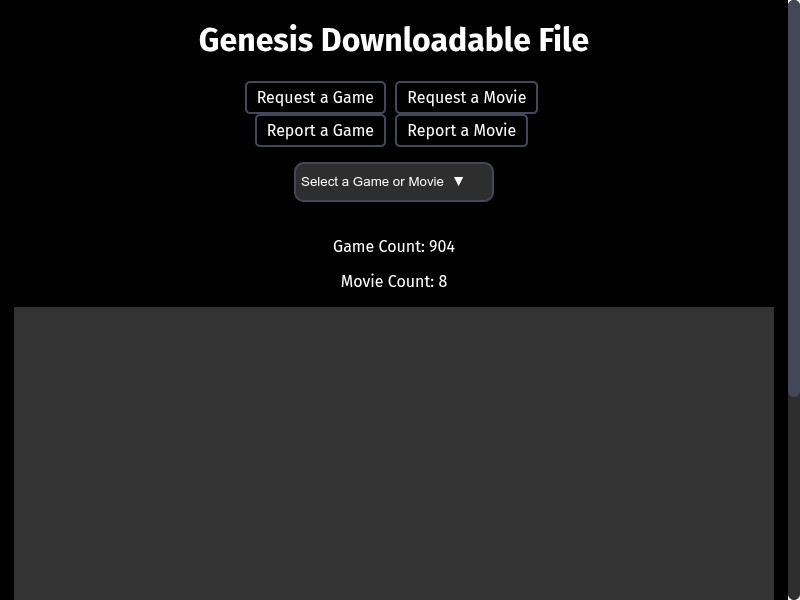 Genesis Downloadable File
Request a Game Request a Movie
Report a Game Report a Movie
Select a Game or Movie ▼
Game Count: 904
Movie Count: 8